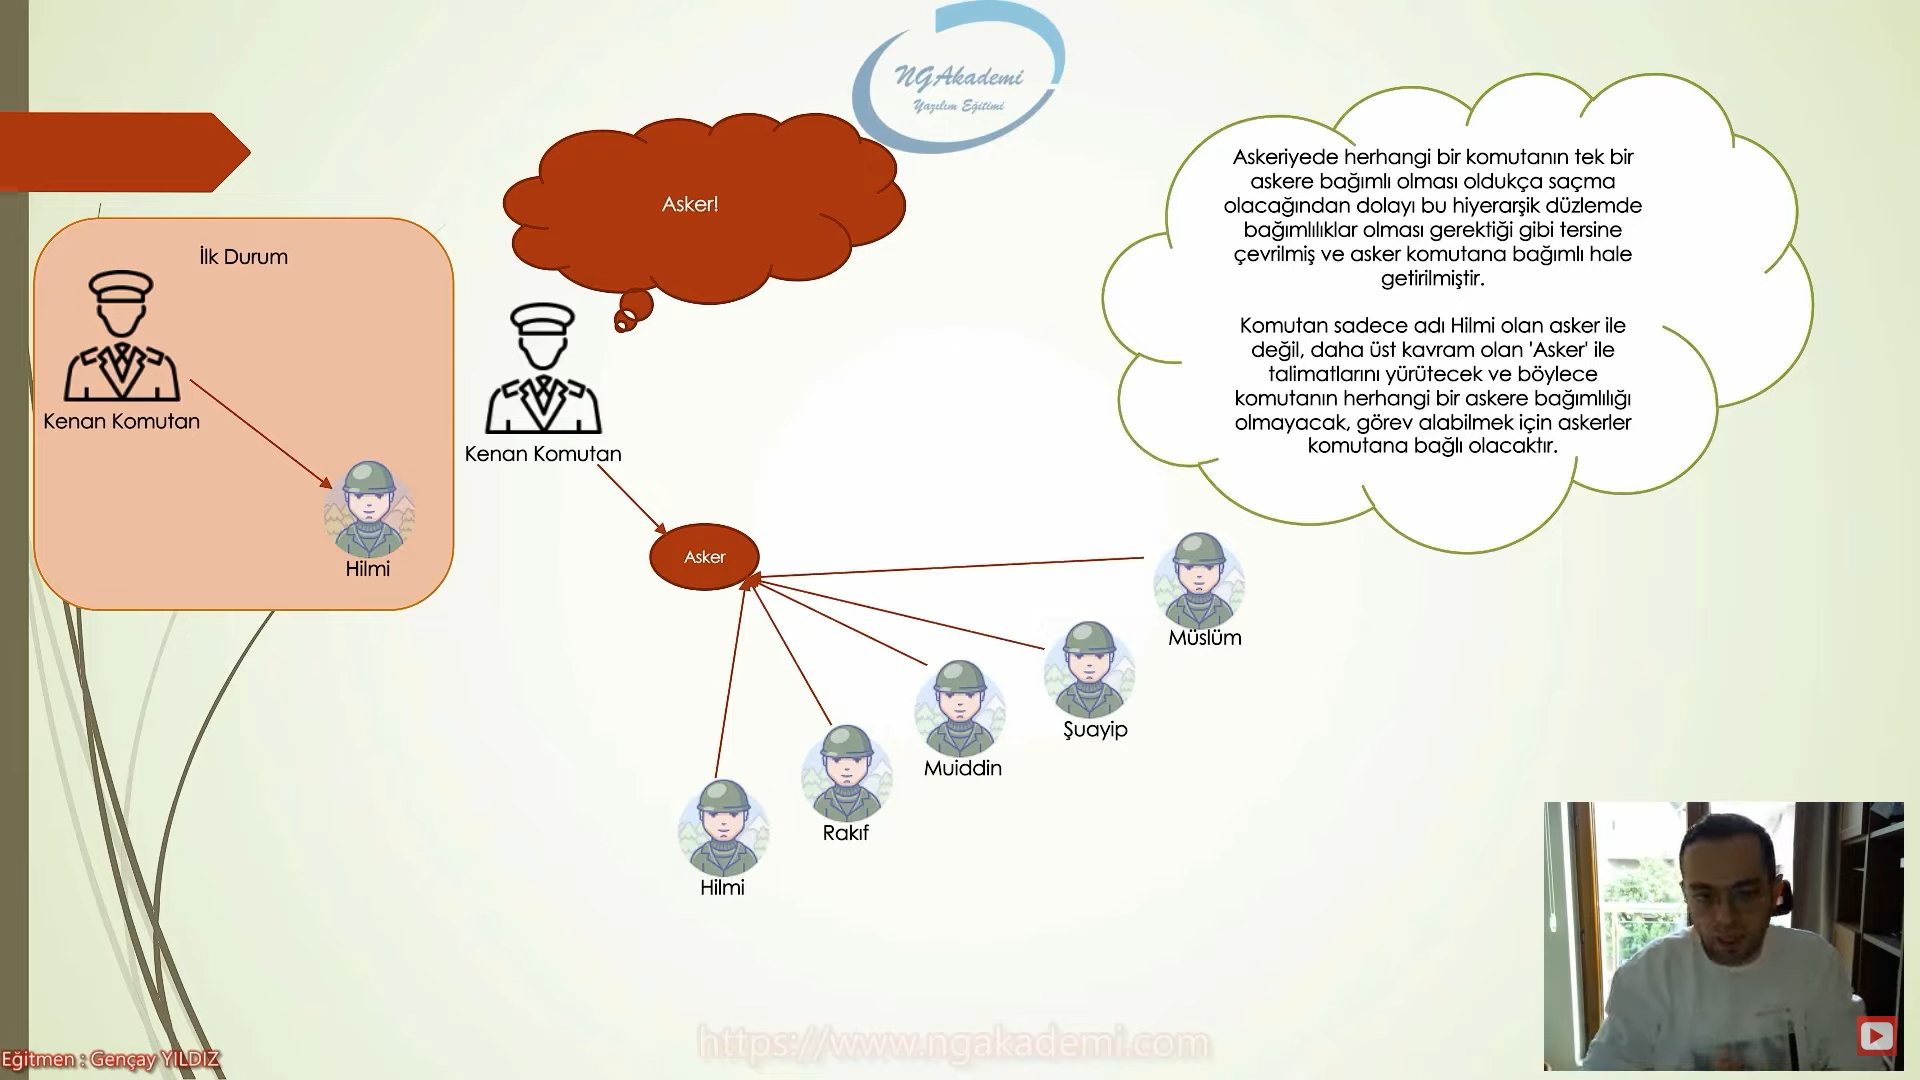 NGAkademi
Yazılım Eğitimi
Asker!
Askeriyede herhangi bir komutanın tek bir
askere bağımlı olması oldukça saçma
olacağından dolayı bu hiyerarşik düzlemde
bağımlılıklar olması gerektiği gibi tersine
çevrilmiş ve asker komutana bağımlı hale
getirilmiştir.
Komutan sadece adı Hilmi olan asker ile
değil, daha üst kavram olan 'Asker' ile
talimatlarını yürütecek ve böylece
komutanın herhangi bir askere bağımlılığı
olmayacak, görev alabilmek için askerler
komutana bağlı olacaktır.
İlk Durum
Kenan Komutan
Hilmi
Kenan Komutan
Asker
Müslüm
Şuayip
Muiddin
Rakıf
Hilmi
https://www.ngakademi.com
Eğitmen : Gençay YILDIZ